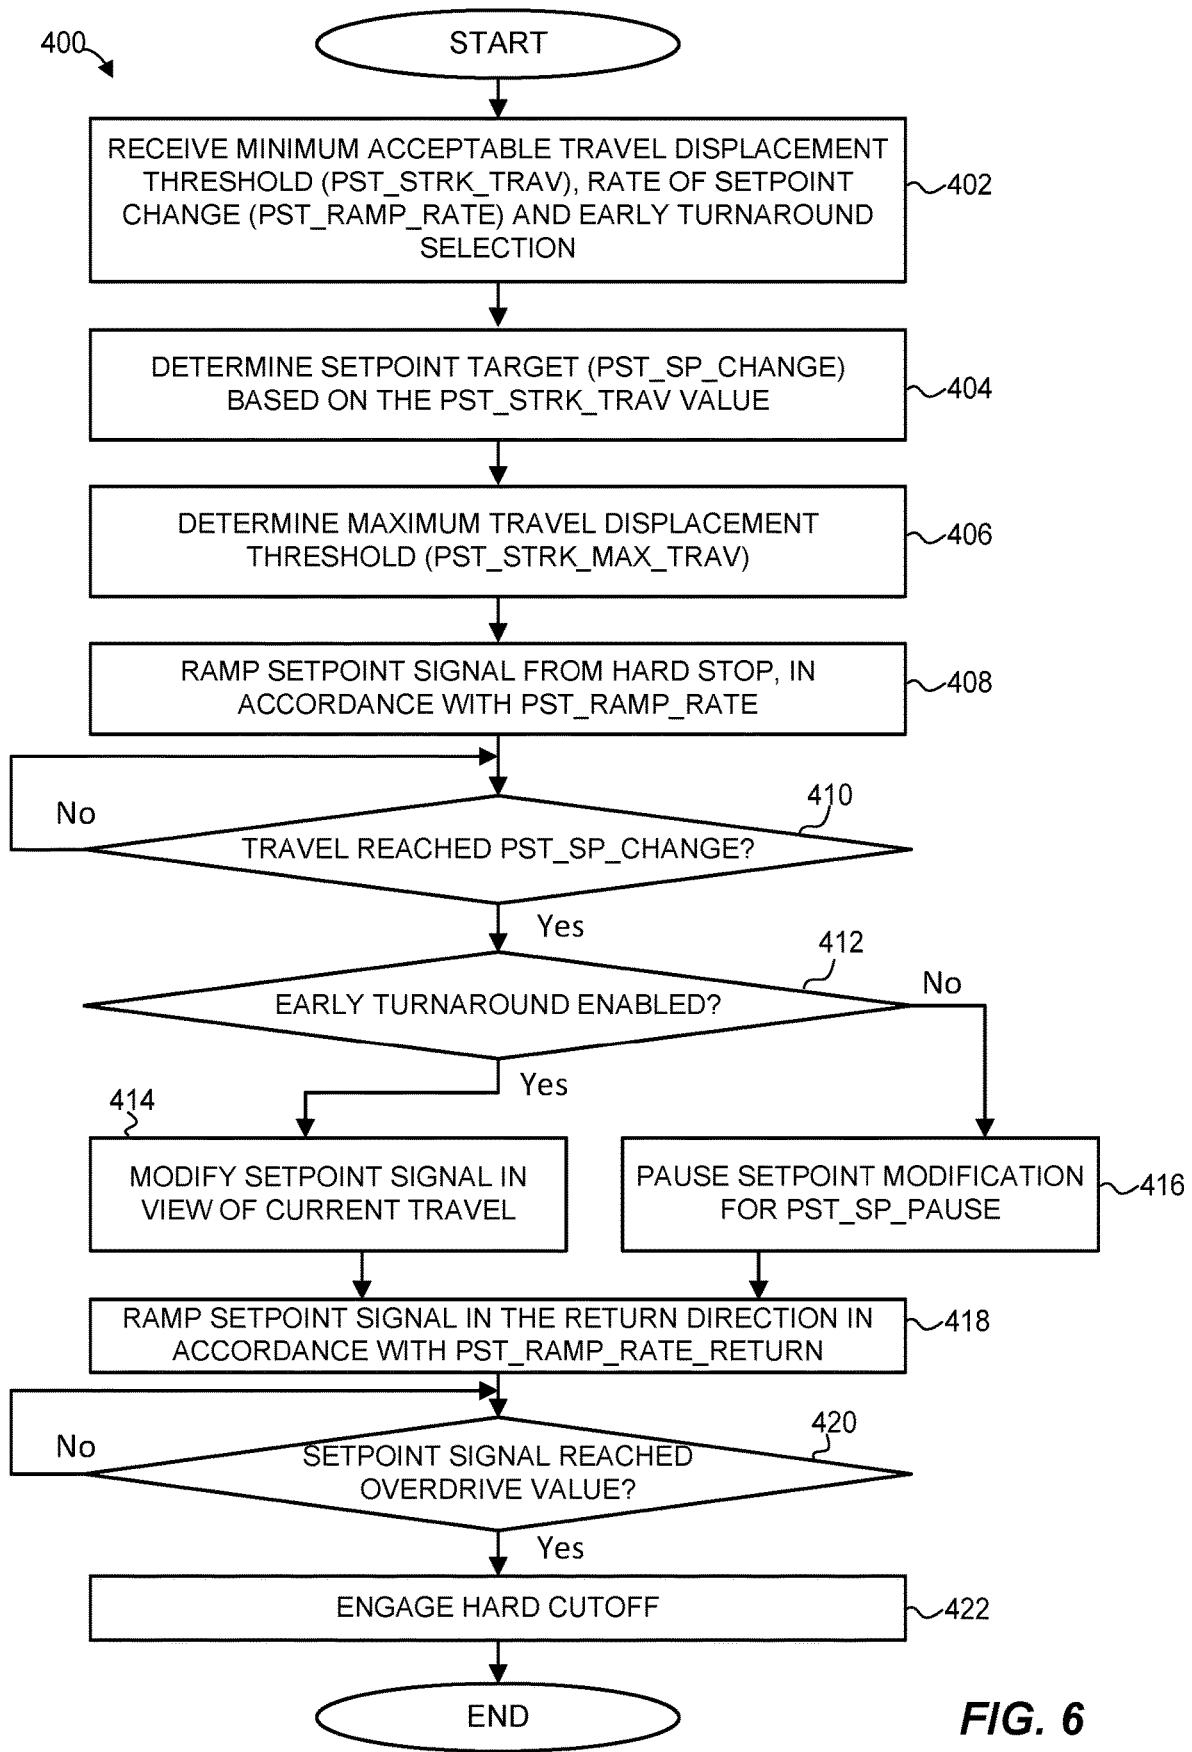 400
START
RECEIVE MINIMUM ACCEPTABLE TRAVEL DISPLACEMENT
THRESHOLD (PST_STRK_TRAV), RATE OF SETPOINT
CHANGE (PST_RAMP_RATE) AND EARLY TURNAROUND
SELECTION
402
DETERMINE SETPOINT TARGET (PST_SP_CHANGE)
BASED ON THE PST_STRK_TRAV VALUE
404
DETERMINE MAXIMUM TRAVEL DISPLACEMENT
THRESHOLD (PST_STRK_MAX_TRAV)
406
RAMP SETPOINT SIGNAL FROM HARD STOP, IN
ACCORDANCE WITH PST_RAMP_RATE
408
No
410
TRAVEL REACHED PST_SP_CHANGE?
Yes
412
EARLY TURNAROUND ENABLED?
No
Yes
414
MODIFY SETPOINT SIGNAL IN
VIEW OF CURRENT TRAVEL
PAUSE SETPOINT MODIFICATION
FOR PST_SP_PAUSE
416
RAMP SETPOINT SIGNAL IN THE RETURN DIRECTION IN
ACCORDANCE WITH PST_RAMP_RATE_RETURN
418
No
420
SETPOINT SIGNAL REACHED
OVERDRIVE VALUE?
Yes
ENGAGE HARD CUTOFF
422
END
FIG. 6